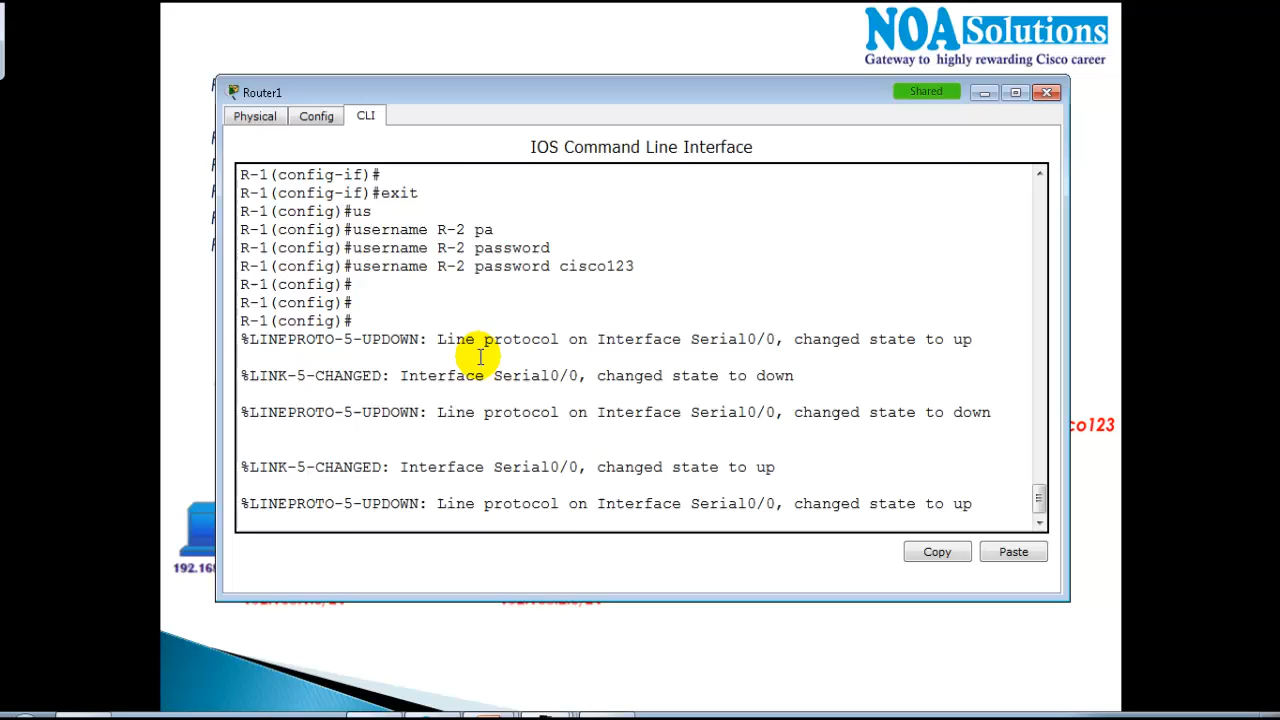 NOA Solutions
Gateway to highly rewarding Cisco career
Router1
Shared
Physical
Config
CLI
IOS Command Line Interface
R-1(config-if)#
R-1(config-if)#exit
R-1(config)#us
R-1(config)#username R-2 pa
R-1(config)#username R-2 password
R-1(config)#username R-2 password cisco123
R-1(config)#
R-1(config)#
R-1(config)#
%LINEPROTO-5-UPDOWN: Line protocol on Interface Serial0/0, changed state to up
%LINK-5-CHANGED: Interface Serial0/0, changed state to down
%LINEPROTO-5-UPDOWN: Line protocol on Interface Serial0/0, changed state to down
co123
%LINK-5-CHANGED: Interface Serial0/0, changed state to up
%LINEPROTO-5-UPDOWN: Line protocol on Interface Serial0/0, changed state to up
Copy
Paste
192.16